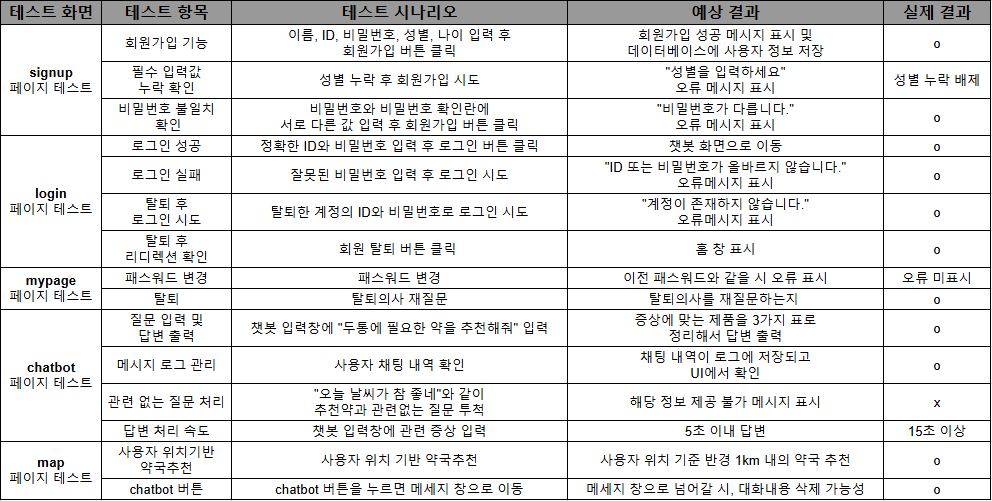 테스트 화면 테스트 항목 테스트 시나리오 예상 결과 실제 결과
signup
페이지 테스트
회원가입 기능
이름, ID, 비밀번호, 성별, 나이 입력 후
회원가입 버튼 클릭
회원가입 성공 메시지 표시 및
데이터베이스에 사용자 정보 저장
o
필수 입력값
누락 확인
성별 누락 후 회원가입 시도
"성별을 입력하세요"
오류 메시지 표시
성별 누락 배제
비밀번호 불일치
확인
비밀번호와 비밀번호 확인란에
서로 다른 값 입력 후 회원가입 버튼 클릭
"비밀번호가 다릅니다."
오류 메시지 표시
o
login
페이지 테스트
로그인 성공
정확한 ID와 비밀번호 입력 후 로그인 버튼 클릭
챗봇 화면으로 이동
o
로그인 실패
잘못된 비밀번호 입력 후 로그인 시도
"ID 또는 비밀번호가 올바르지 않습니다."
오류메시지 표시
o
탈퇴 후
로그인 시도
탈퇴한 계정의 ID와 비밀번호로 로그인 시도
"계정이 존재하지 않습니다."
오류메시지 표시
o
탈퇴 후
리디렉션 확인
회원 탈퇴 버튼 클릭
홈 창 표시
o
mypage
페이지 테스트
패스워드 변경
패스워드 변경
이전 패스워드와 같을 시 오류 표시
오류 미표시
탈퇴
탈퇴의사 재질문
탈퇴의사를 재질문하는지
o
chatbot
페이지 테스트
질문 입력 및
답변 출력
챗봇 입력창에 "두통에 필요한 약을 추천해줘" 입력
증상에 맞는 제품을 3가지 표로
정리해서 답변 출력
o
메시지 로그 관리
사용자 채팅 내역 확인
채팅 내역이 로그에 저장되고
UI에서 확인
o
관련 없는 질문 처리
"오늘 날씨가 참 좋네"와 같이
추천약과 관련없는 질문 투척
해당 정보 제공 불가 메시지 표시
x
답변 처리 속도
챗봇 입력창에 관련 증상 입력
5초 이내 답변
15초 이상
map
페이지 테스트
사용자 위치기반
약국추천
사용자 위치 기반 약국추천
사용자 위치 기준 반경 1km 내의 약국 추천
o
chatbot 버튼
chatbot 버튼을 누르면 메세지 창으로 이동
메세지 창으로 넘어갈 시, 대화내용 삭제 가능성
o